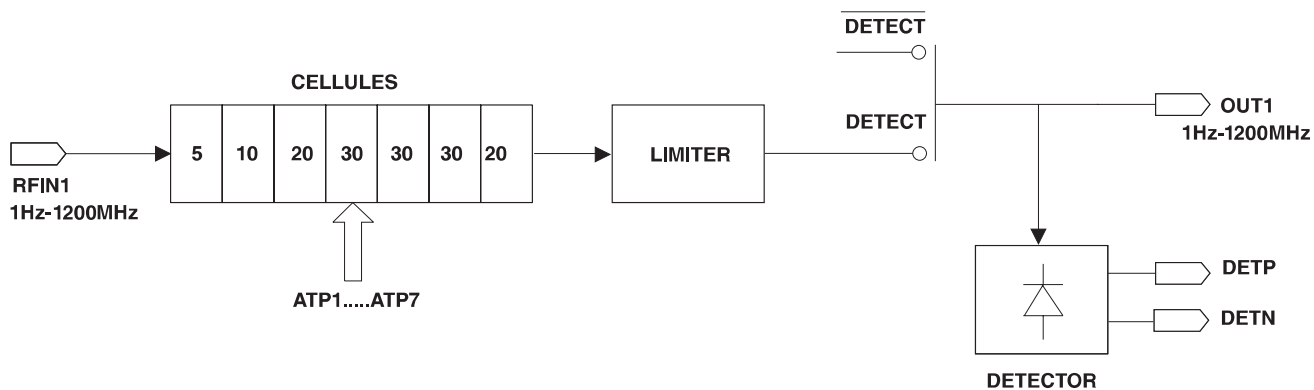 DETECT
CELLULES
DETECT
OUT1
1Hz-1200MHz
5 10 20 30 30 30 20
LIMITER
RFIN1
1Hz-1200MHz
ATP1.....ATP7
DETP
DETN
DETECTOR